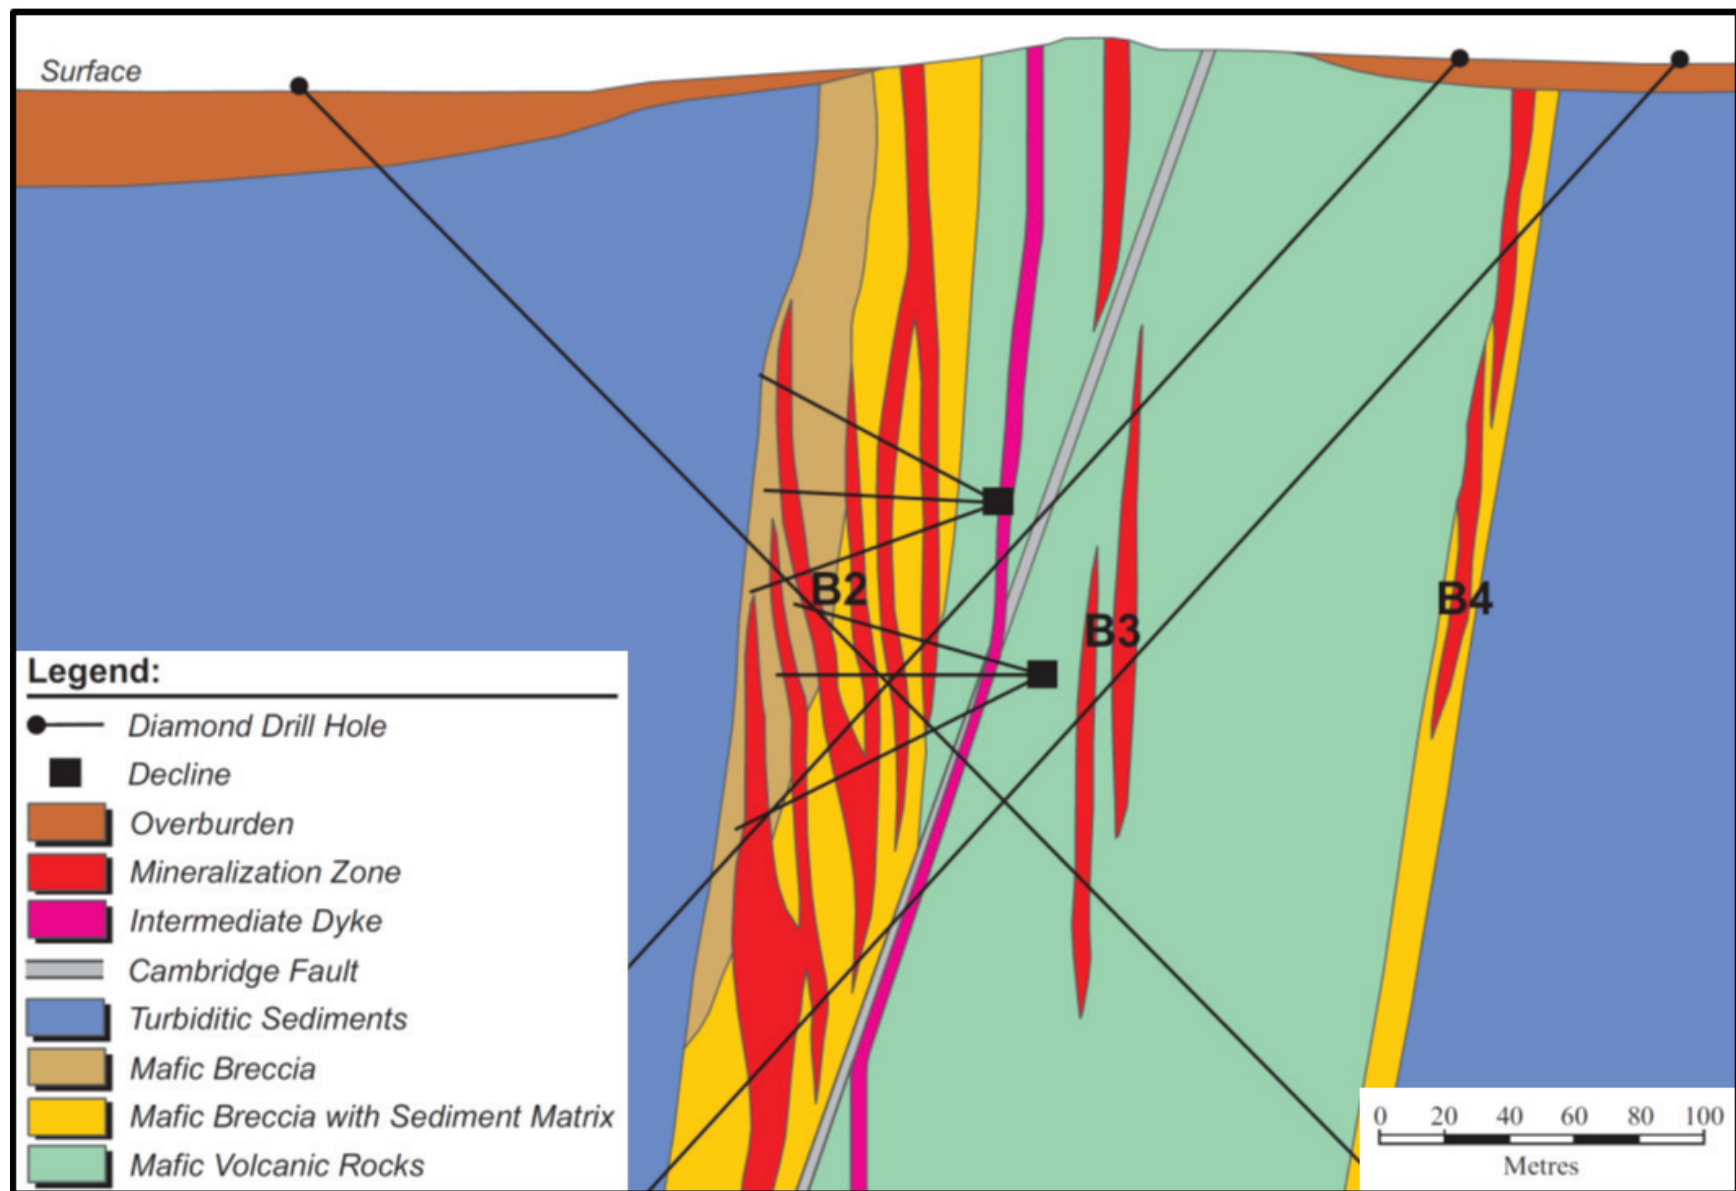 Surface
B2
B3
B4
Legend:
Diamond Drill Hole
Decline
Overburden
Mineralization Zone
Intermediate Dyke
Cambridge Fault
Turbiditic Sediments
Mafic Breccia
Mafic Breccia with Sediment Matrix
Mafic Volcanic Rocks
0 20 40 60 80 100
Metres